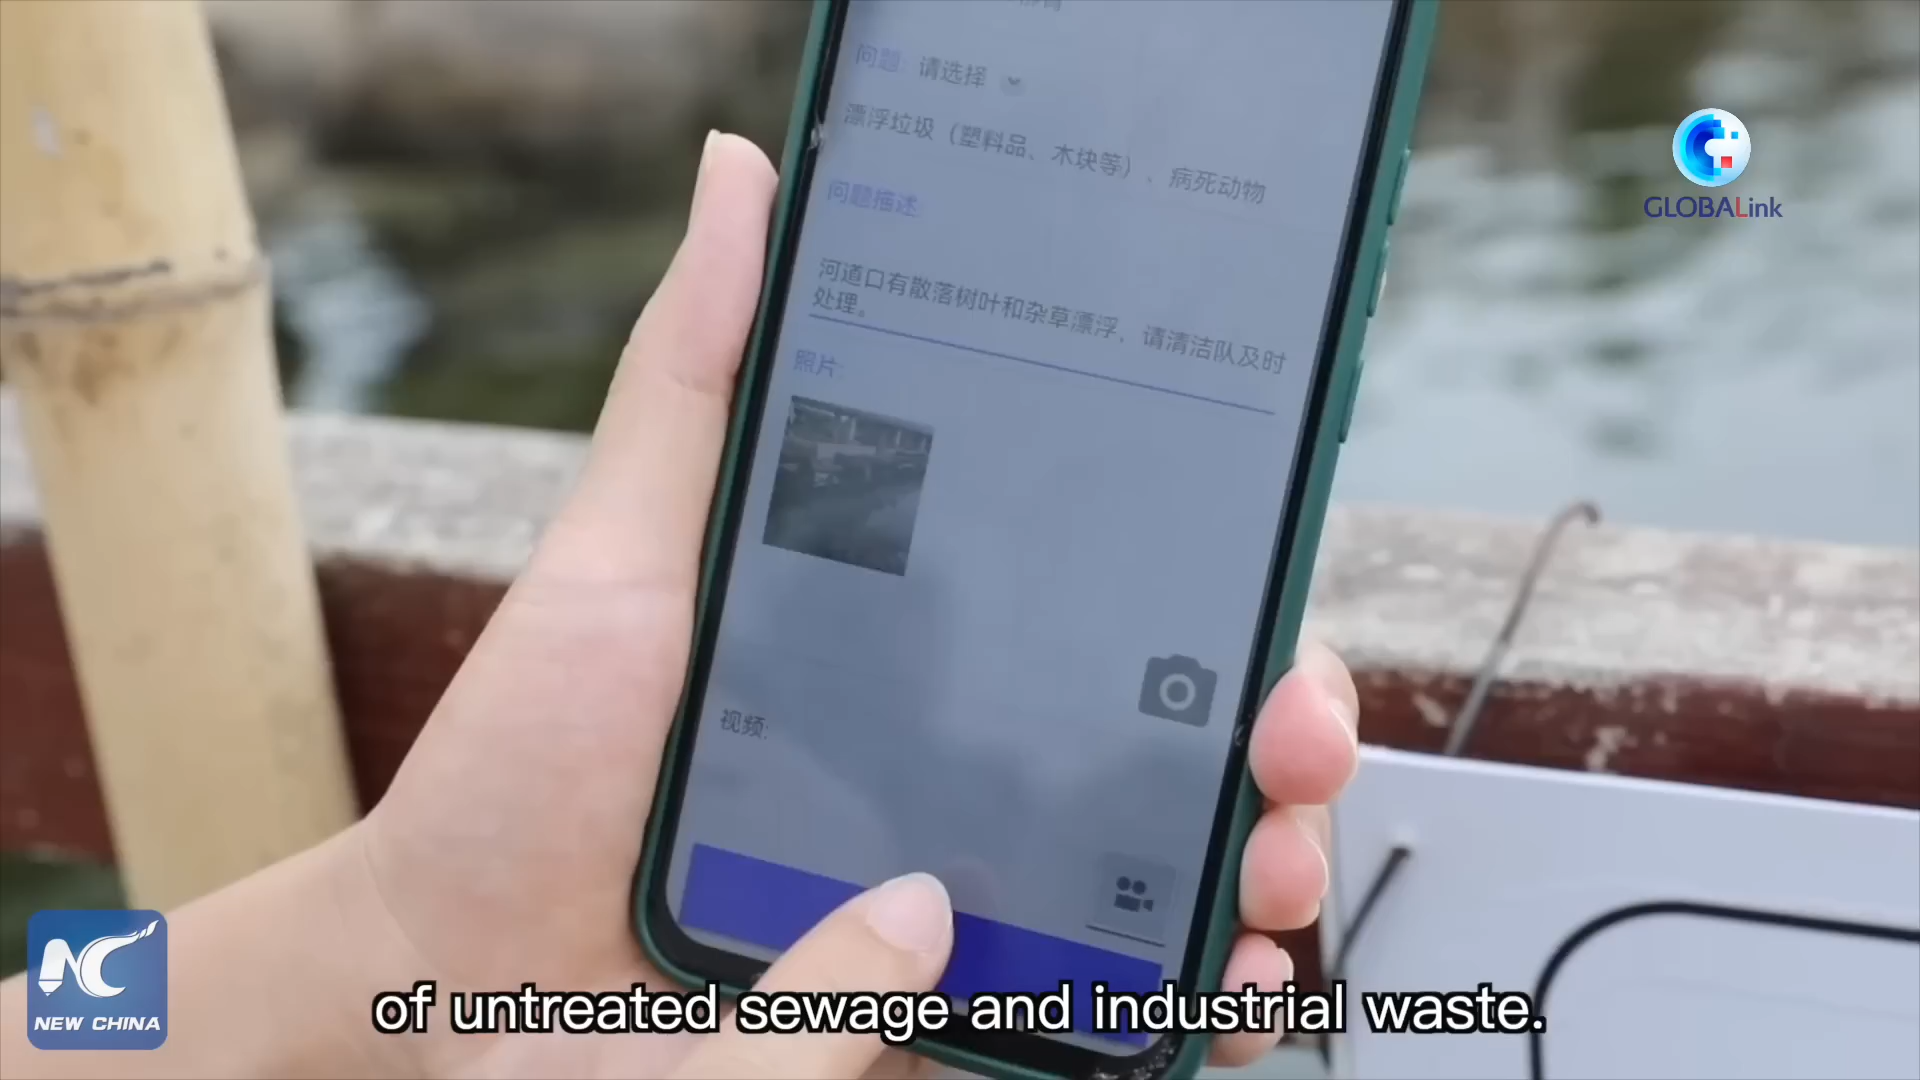 问题: 请选择
漂浮垃圾（塑料品、木块等）、病死动物
问题描述:
河道口有散落树叶和杂草漂浮，请清洁队及时
处理。
照片:
视频:
GLOBALink
NEW CHINA
of untreated sewage and industrial waste.